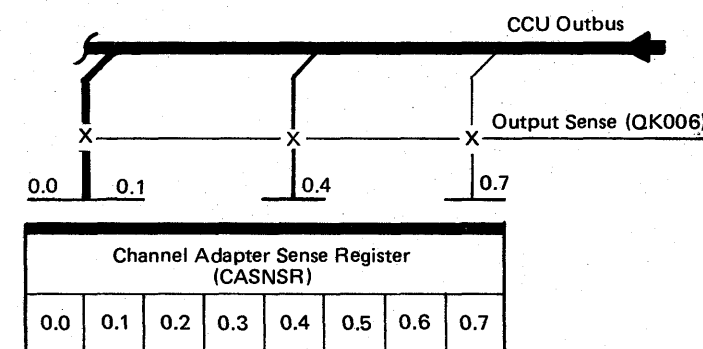 CCU Outbus
X X X Output Sense (QK006)
0.0 0.1 0.4 0.7
Channel Adapter Sense Register
(CASNSR)
0.0 0.1 0.2 0.3 0.4 0.5 0.6 0.7